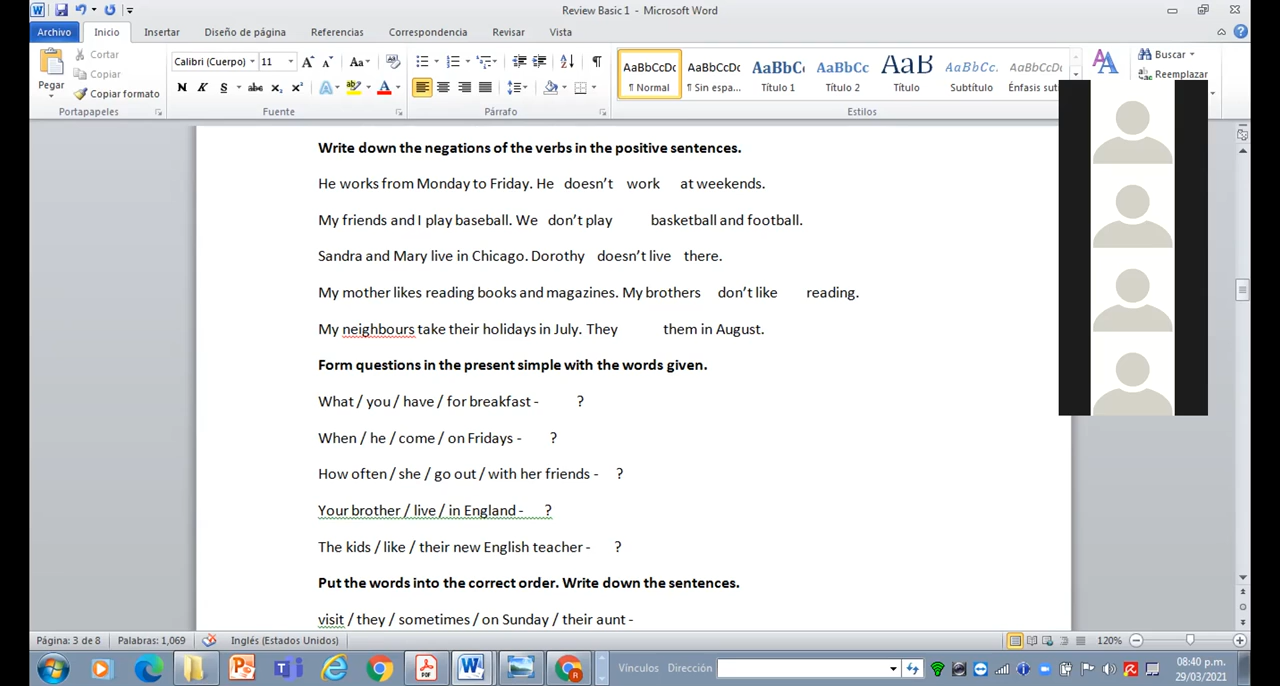 Review Basic 1 - Microsoft Word
Archivo Inicio Insertar Diseño de página Referencias Correspondencia Revisar Vista
Pegar
Cortar
Copiar
Copiar formato
Portapapeles
Calibri (Cuerpo) 11
N K S abc x₂ x²
Fuente
Párrafo
AaBbCcDc AaBbCcDc AaBbC AaBbCc AaB AaBbCc. AaBbCcDc
¶ Normal ¶ Sin espa... Título 1 Título 2 Título Subtítulo Énfasis sut
Estilos
Buscar
Reemplazar
Write down the negations of the verbs in the positive sentences.
He works from Monday to Friday. He doesn't work at weekends.
My friends and I play baseball. We don't play basketball and football.
Sandra and Mary live in Chicago. Dorothy doesn't live there.
My mother likes reading books and magazines. My brothers don't like reading.
My neighbours take their holidays in July. They them in August.
Form questions in the present simple with the words given.
What / you / have / for breakfast - ?
When / he / come / on Fridays - ?
How often / she / go out / with her friends - ?
Your brother / live / in England - ?
The kids / like / their new English teacher - ?
Put the words into the correct order. Write down the sentences.
visit / they / sometimes / on Sunday / their aunt -
Página: 3 de 8 Palabras: 1,069 Inglés (Estados Unidos) 120%
Vínculos Dirección
08:40 p.m.
29/03/2021